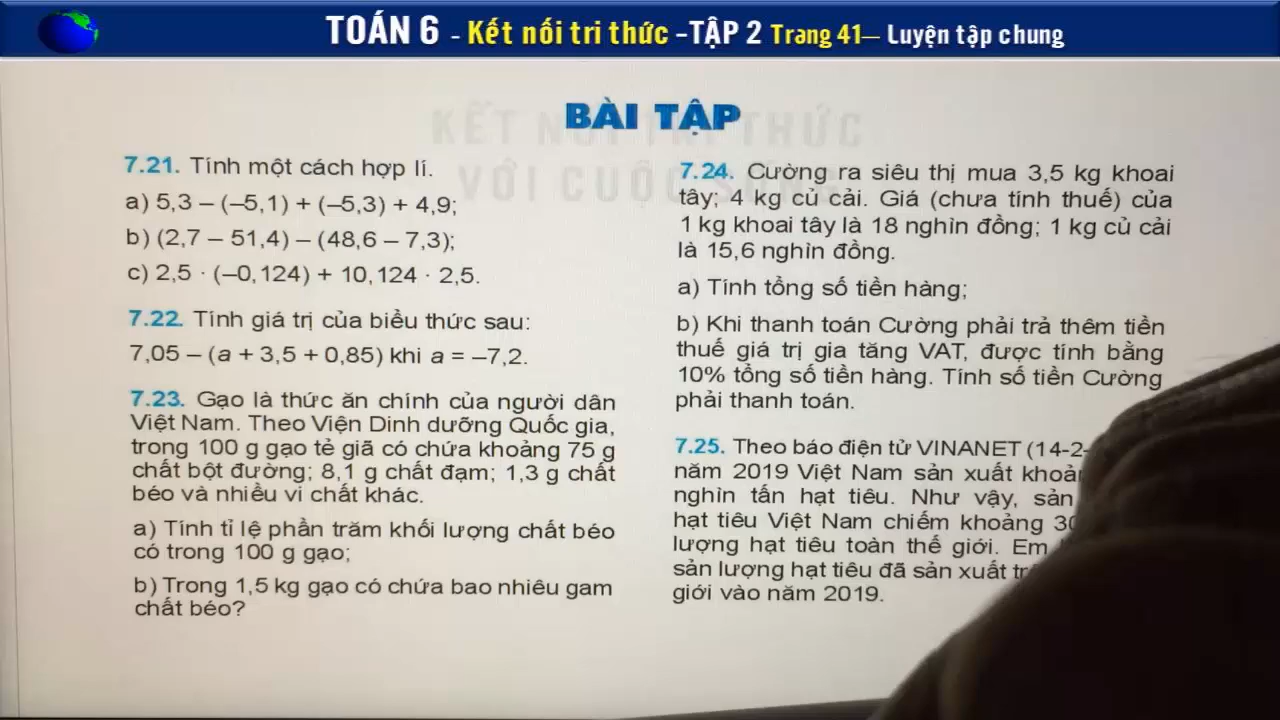 TOÁN 6 - Kết nối tri thức –TẬP 2 Trang 41– Luyện tập chung
KẾT NỐI TRI THỨC
VỚI CUỘC SỐNG
BÀI TẬP
7.21. Tính một cách hợp lí.
a) 5,3 – (–5,1) + (–5,3) + 4,9;
b) (2,7 – 51,4) – (48,6 – 7,3);
c) 2,5 · (–0,124) + 10,124 · 2,5.
7.22. Tính giá trị của biểu thức sau:
7,05 – (a + 3,5 + 0,85) khi a = –7,2.
7.23. Gạo là thức ăn chính của người dân
Việt Nam. Theo Viện Dinh dưỡng Quốc gia,
trong 100 g gạo tẻ giã có chứa khoảng 75 g
chất bột đường; 8,1 g chất đạm; 1,3 g chất
béo và nhiều vi chất khác.
a) Tính tỉ lệ phần trăm khối lượng chất béo
có trong 100 g gạo;
b) Trong 1,5 kg gạo có chứa bao nhiêu gam
chất béo?
7.24. Cường ra siêu thị mua 3,5 kg khoai
tây; 4 kg củ cải. Giá (chưa tính thuế) của
1 kg khoai tây là 18 nghìn đồng; 1 kg củ cải
là 15,6 nghìn đồng.
a) Tính tổng số tiền hàng;
b) Khi thanh toán Cường phải trả thêm tiền
thuế giá trị gia tăng VAT, được tính bằng
10% tổng số tiền hàng. Tính số tiền Cường
phải thanh toán.
7.25. Theo báo điện tử VINANET (14-2-
năm 2019 Việt Nam sản xuất
nghìn tấn hạt tiêu. Như vậy, sản
hạt tiêu Việt Nam chiếm khoảng
lượng hạt tiêu toàn thế giới. Em
sản lượng hạt tiêu đã sản xuất
giới vào năm 2019.